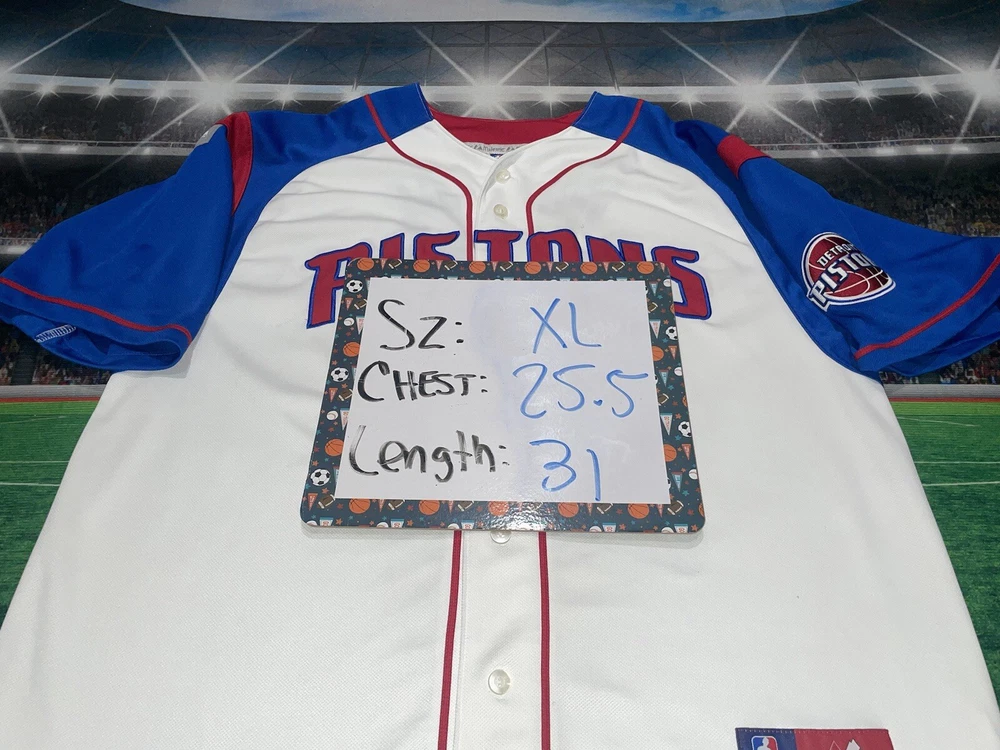 PISTONS
DETROIT
PISTONS
Sz: XL
CHEST: 25.5
Length: 31